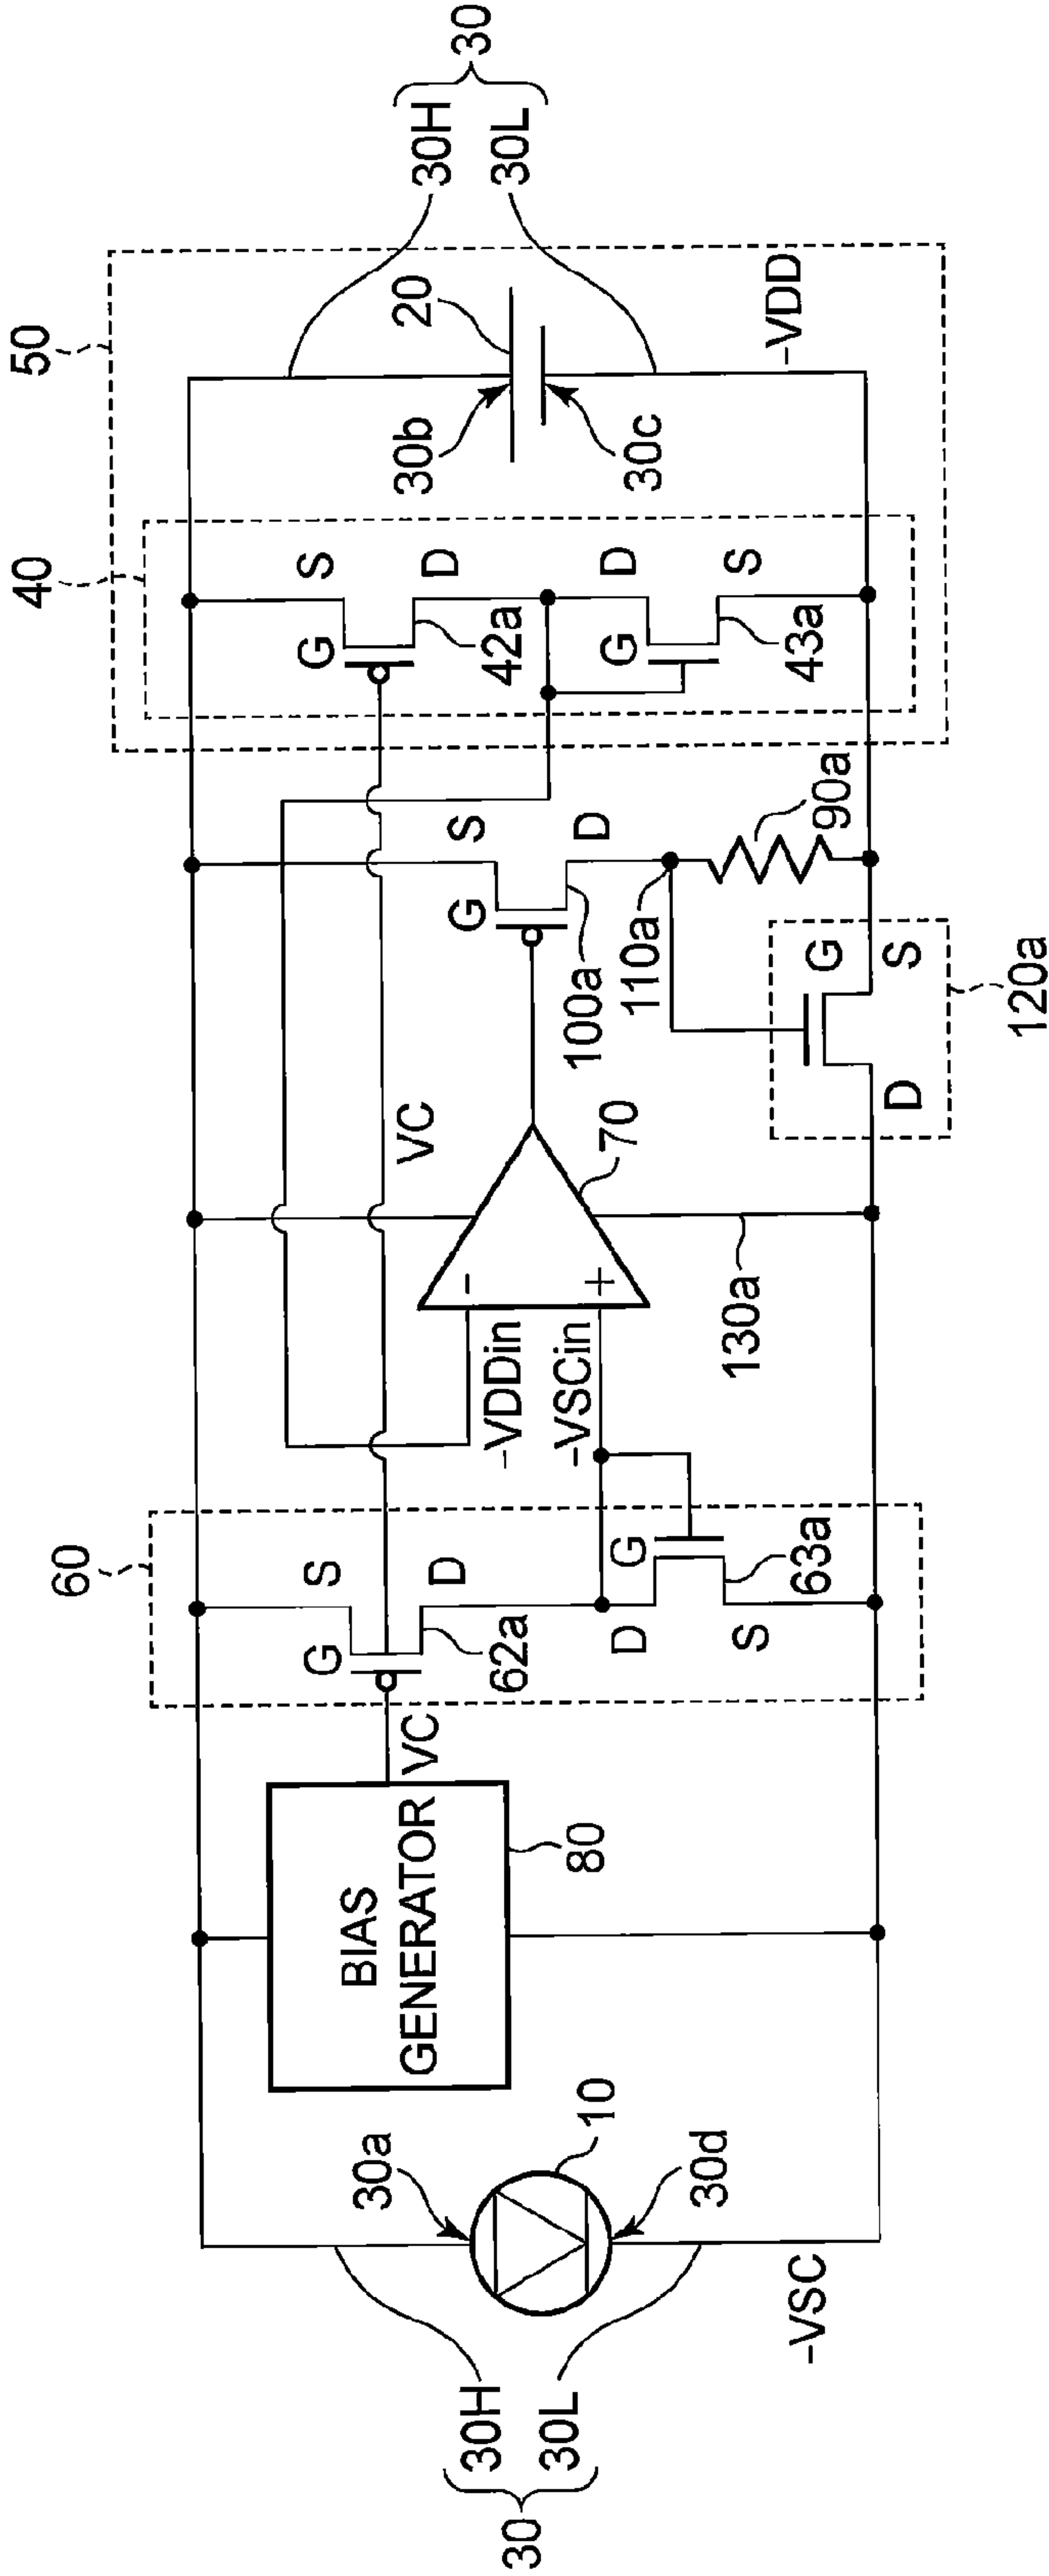 30
30H
30L
-VSC
30a
10
30d
BIAS
GENERATOR
80
VC
60
S
G
D
62a
D
G
S
63a
-VDDin
-VSCin
-
+
70
130a
VC
S
G
D
100a
110a
90a
G
S
D
120a
50
40
S
G
D
42a
D
G
S
43a
20
30b
30c
-VDD
30H
30L
30